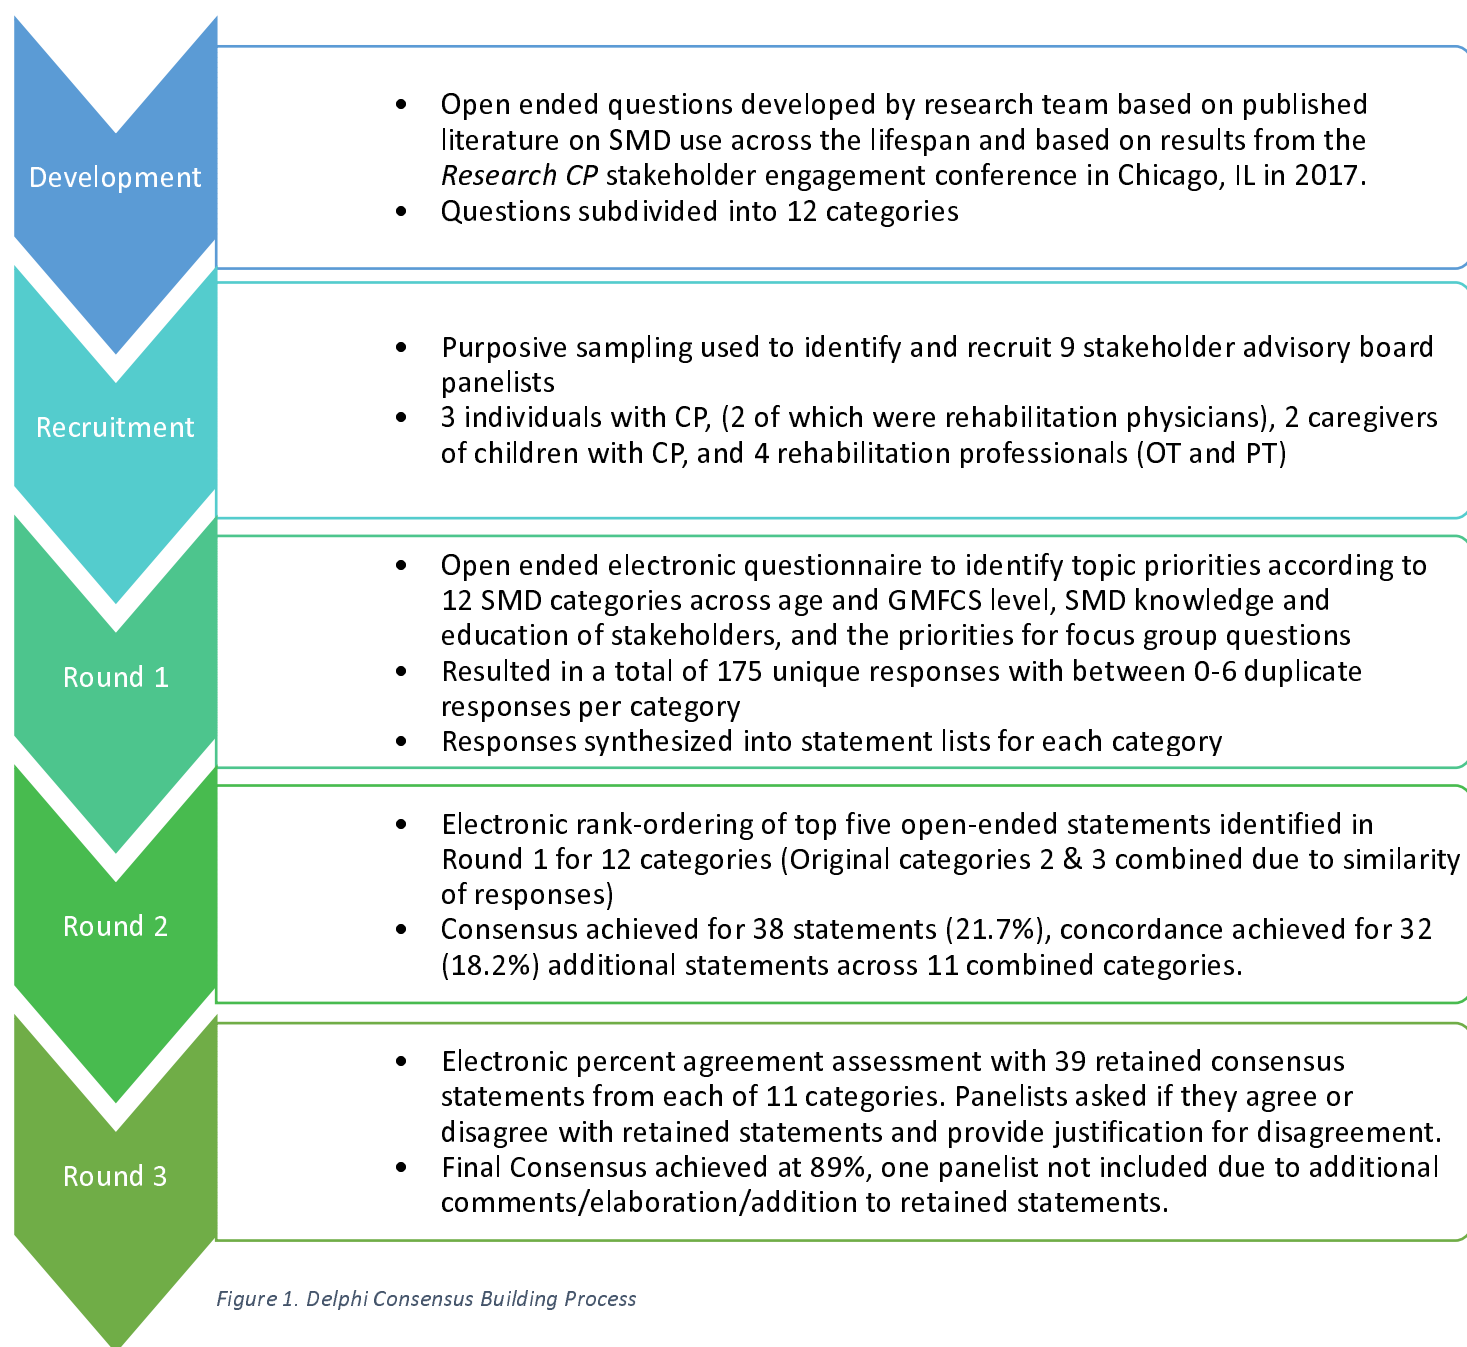 Development
• Open ended questions developed by research team based on published
literature on SMD use across the lifespan and based on results from the
Research CP stakeholder engagement conference in Chicago, IL in 2017.
• Questions subdivided into 12 categories
Recruitment
• Purposive sampling used to identify and recruit 9 stakeholder advisory board
panelists
• 3 individuals with CP, (2 of which were rehabilitation physicians), 2 caregivers
of children with CP, and 4 rehabilitation professionals (OT and PT)
Round 1
• Open ended electronic questionnaire to identify topic priorities according to
12 SMD categories across age and GMFCS level, SMD knowledge and
education of stakeholders, and the priorities for focus group questions
• Resulted in a total of 175 unique responses with between 0-6 duplicate
responses per category
• Responses synthesized into statement lists for each category
Round 2
• Electronic rank-ordering of top five open-ended statements identified in
Round 1 for 12 categories (Original categories 2 & 3 combined due to similarity
of responses)
• Consensus achieved for 38 statements (21.7%), concordance achieved for 32
(18.2%) additional statements across 11 combined categories.
Round 3
• Electronic percent agreement assessment with 39 retained consensus
statements from each of 11 categories. Panelists asked if they agree or
disagree with retained statements and provide justification for disagreement.
• Final Consensus achieved at 89%, one panelist not included due to additional
comments/elaboration/addition to retained statements.
Figure 1. Delphi Consensus Building Process